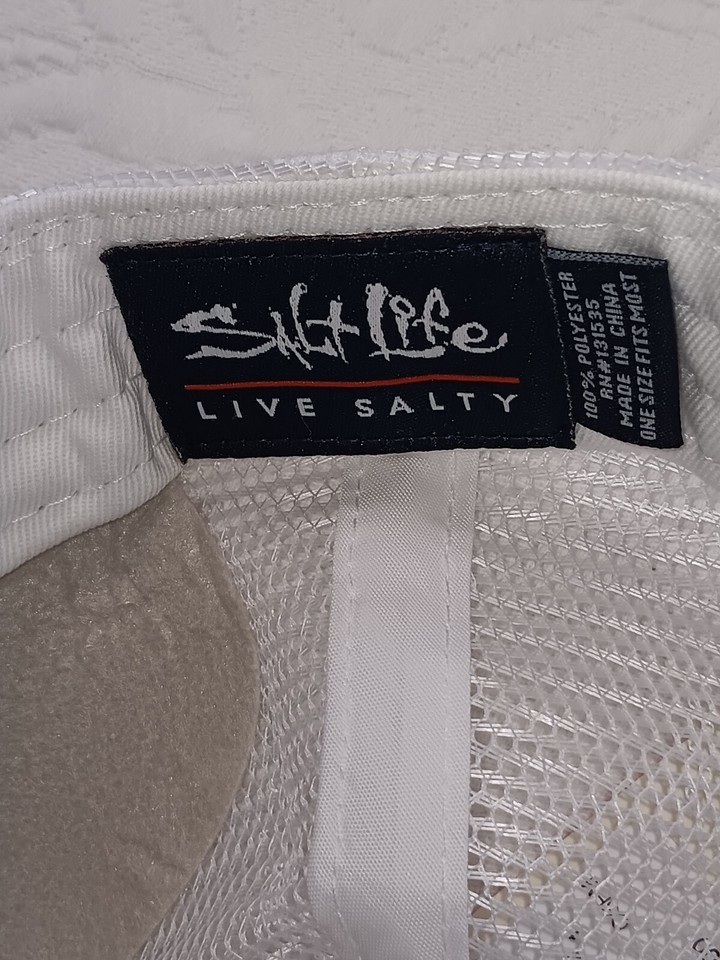 Salt Life
LIVE SALTY
100% POLYESTER
RN#131535
MADE IN CHINA
ONE SIZE FITS MOST